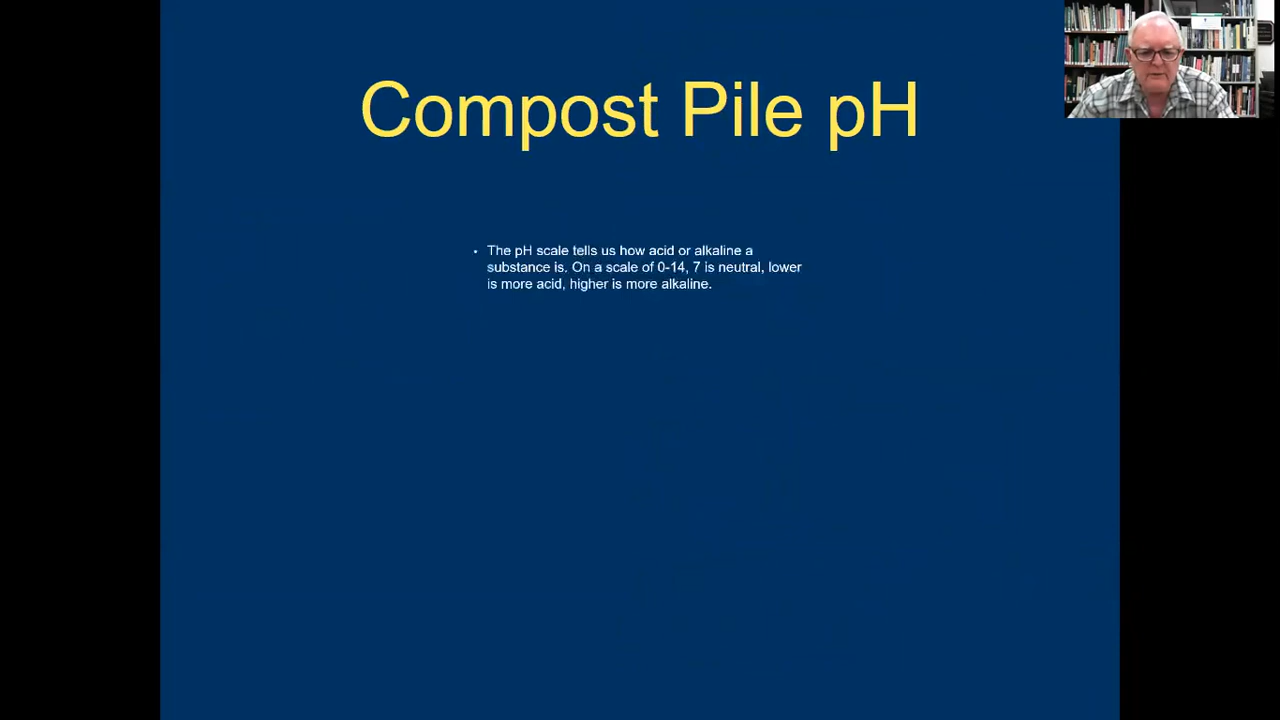 Compost Pile pH
• The pH scale tells us how acid or alkaline a
substance is. On a scale of 0-14, 7 is neutral, lower
is more acid, higher is more alkaline.